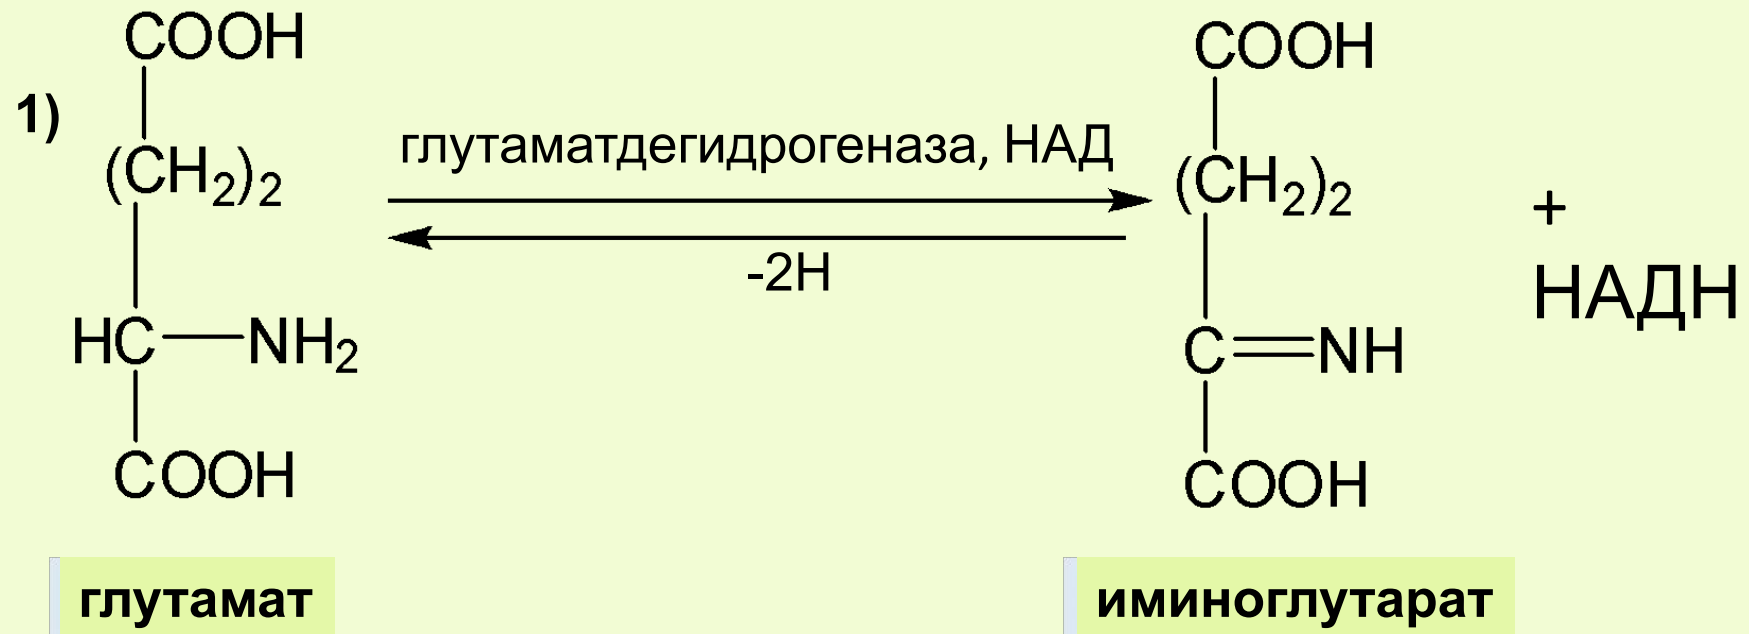 1)
COOH
(CH₂)₂
HC—NH₂
COOH
глутамат
глутаматдегидрогеназа, НАД
-2H
COOH
(CH₂)₂
C=NH
COOH
иминоглутарат
+
НАДН